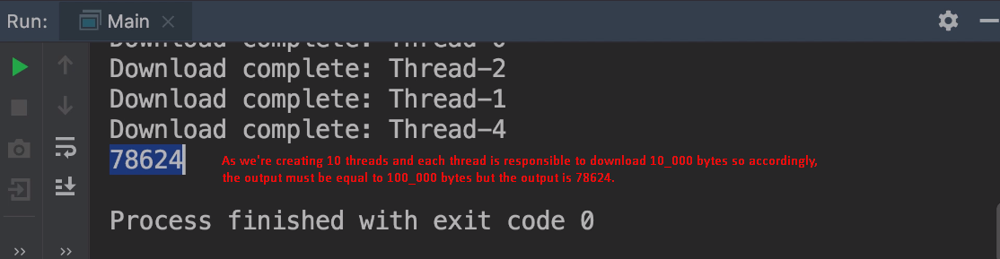 Run: Main
Download complete: Thread-0
Download complete: Thread-2
Download complete: Thread-1
Download complete: Thread-4
78624
As we're creating 10 threads and each thread is responsible to download 10_000 bytes so accordingly,
the output must be equal to 100_000 bytes but the output is 78624.
Process finished with exit code 0